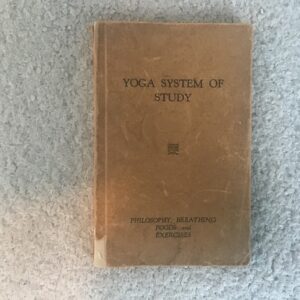 YOGA SYSTEM OF
STUDY
PHILOSOPHY, BREATHING
FOODS and
EXERCISES